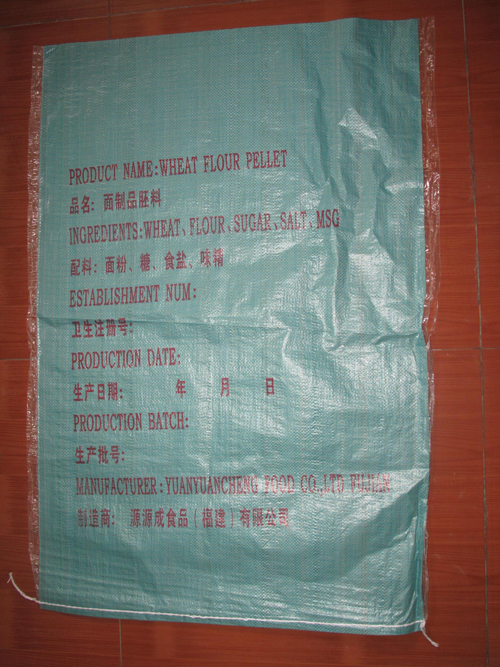 PRODUCT NAME:WHEAT FLOUR PELLET
品名: 面制品胚料
INGREDIENTS:WHEAT、FLOUR、SUGAR、SALT、MSG
配料: 面粉、糖、食盐、味精
ESTABLISHMENT NUM:
卫生注册号:
PRODUCTION DATE:
生产日期: 年 月 日
PRODUCTION BATCH:
生产批号:
MANUFACTURER:YUANYUANCHENG FOOD CO.,LTD FUJIAN
制造商: 源源成食品(福建)有限公司